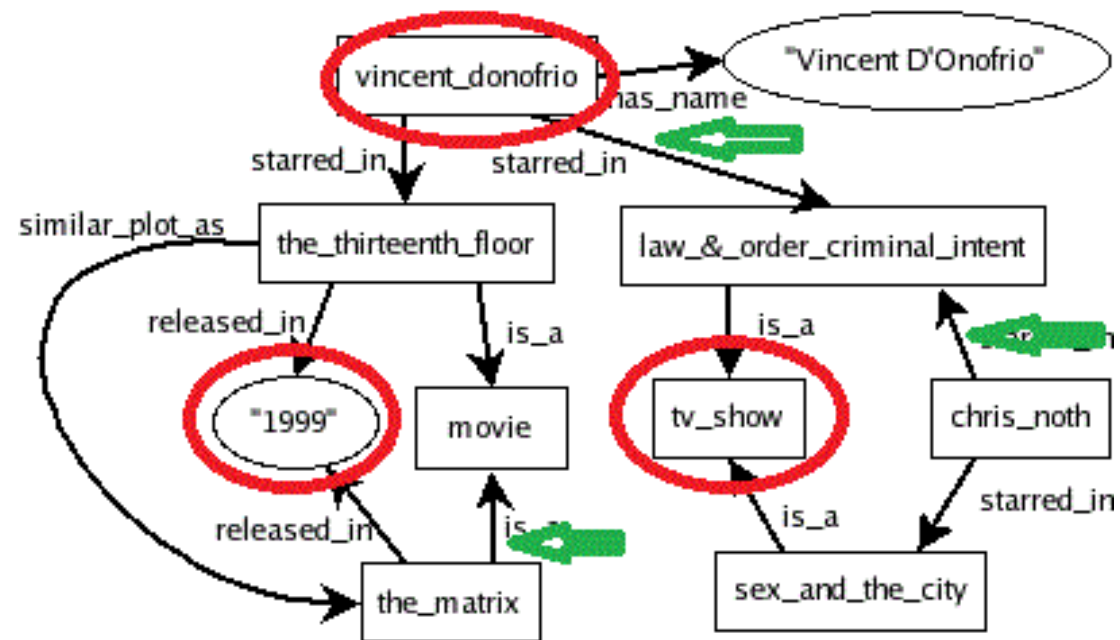 vincent_donofrio
"Vincent D'Onofrio"
has_name
starred_in
starred_in
similar_plot_as
the_thirteenth_floor
law_&_order_criminal_intent
released_in
is_a
is_a
"1999"
movie
tv_show
chris_noth
released_in
is_a
starred_in
the_matrix
sex_and_the_city